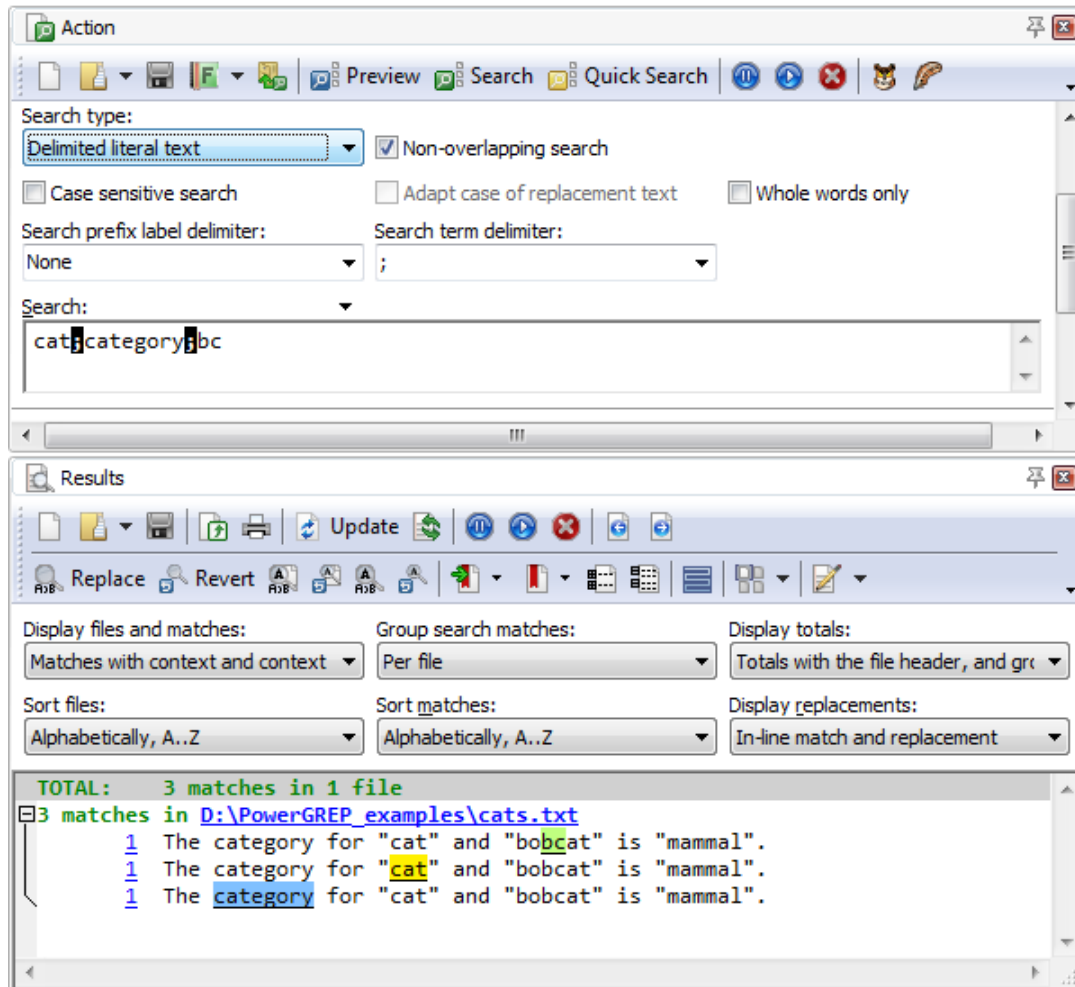 Action
Preview Search Quick Search
Search type:
Delimited literal text Non-overlapping search
Case sensitive search Adapt case of replacement text Whole words only
Search prefix label delimiter: Search term delimiter:
None ;
Search:
cat;category;bc
Results
Update
Replace Revert
Display files and matches: Group search matches: Display totals:
Matches with context and context Per file Totals with the file header, and grc
Sort files: Sort matches: Display replacements:
Alphabetically, A..Z Alphabetically, A..Z In-line match and replacement
TOTAL: 3 matches in 1 file
3 matches in D:\PowerGREP_examples\cats.txt
1 The category for "cat" and "bobcat" is "mammal".
1 The category for "cat" and "bobcat" is "mammal".
1 The category for "cat" and "bobcat" is "mammal".